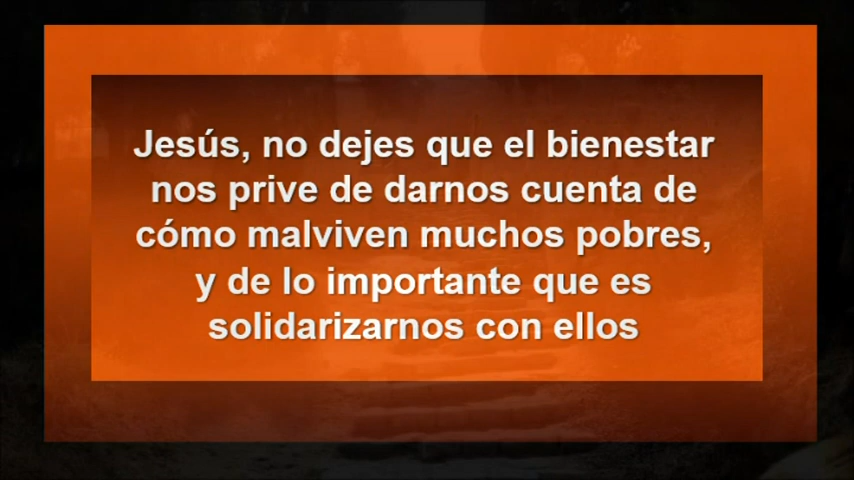 Jesús, no dejes que el bienestar
nos prive de darnos cuenta de
cómo malviven muchos pobres,
y de lo importante que es
solidarizarnos con ellos